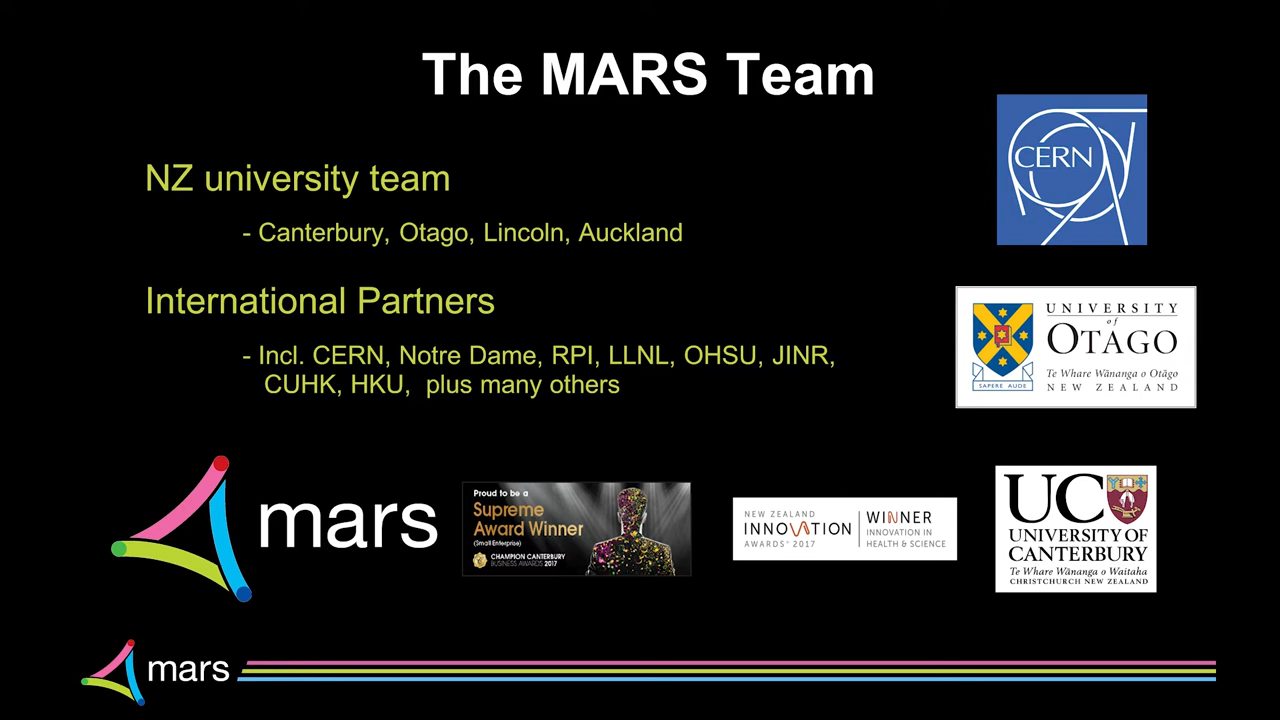 The MARS Team
NZ university team
- Canterbury, Otago, Lincoln, Auckland
International Partners
- Incl. CERN, Notre Dame, RPI, LLNL, OHSU, JINR,
CUHK, HKU, plus many others
CERN
UNIVERSITY
of
OTAGO
Te Whare Wānanga o Otāgo
NEW ZEALAND
SAPERE AUDE
mars
Proud to be a
Supreme
Award Winner
(Small Enterprise)
CHAMPION CANTERBURY
BUSINESS AWARDS 2017
NEW ZEALAND
INNOVATION
AWARDS® 2017
WINNER
INNOVATION IN
HEALTH & SCIENCE
UC
UNIVERSITY OF
CANTERBURY
Te Whare Wānanga o Waitaha
CHRISTCHURCH NEW ZEALAND
mars